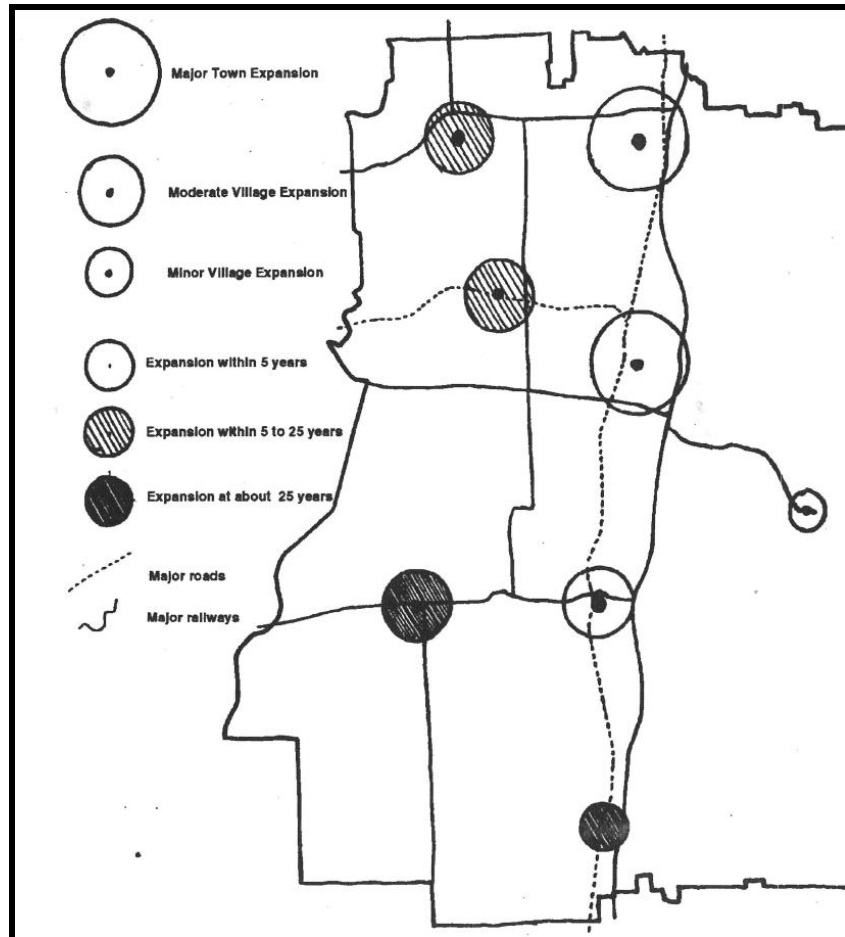 Major Town Expansion
Moderate Village Expansion
Minor Village Expansion
Expansion within 5 years
Expansion within 5 to 25 years
Expansion at about 25 years
Major roads
Major railways